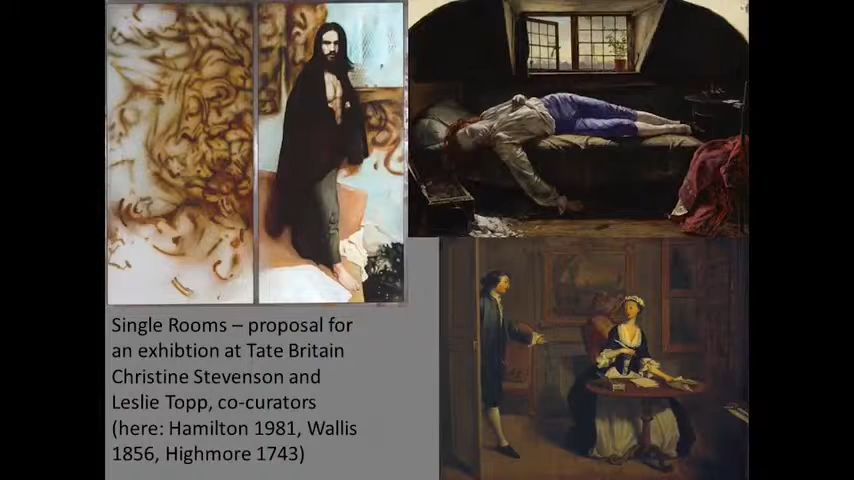 Single Rooms – proposal for
an exhibtion at Tate Britain
Christine Stevenson and
Leslie Topp, co-curators
(here: Hamilton 1981, Wallis
1856, Highmore 1743)